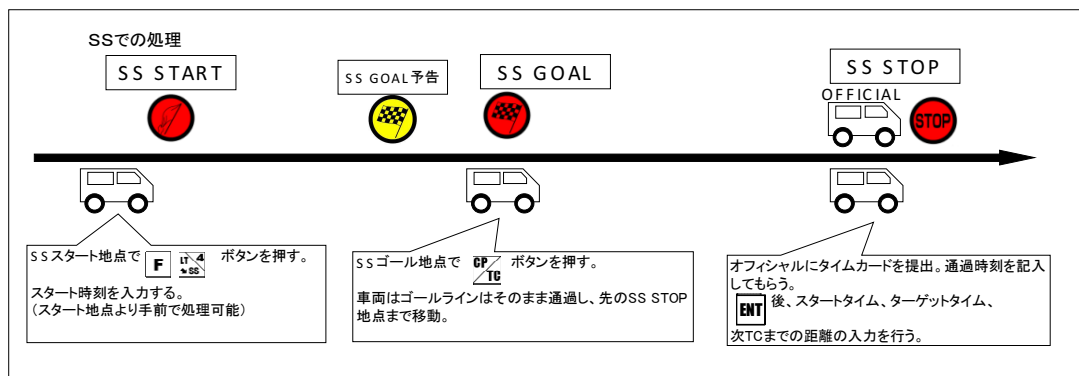 SSでの処理
SS START
SS GOAL予告
SS GOAL
SS STOP
OFFICIAL
STOP
SSスタート地点で F LT 4 SS ボタンを押す。
スタート時刻を入力する。
(スタート地点より手前で処理可能)
SSゴール地点で CP/TC ボタンを押す。
車両はゴールラインはそのまま通過し、先のSS STOP
地点まで移動。
オフィシャルにタイムカードを提出。通過時刻を記入
してもらう。
ENT 後、スタートタイム、ターゲットタイム、
次TCまでの距離の入力を行う。